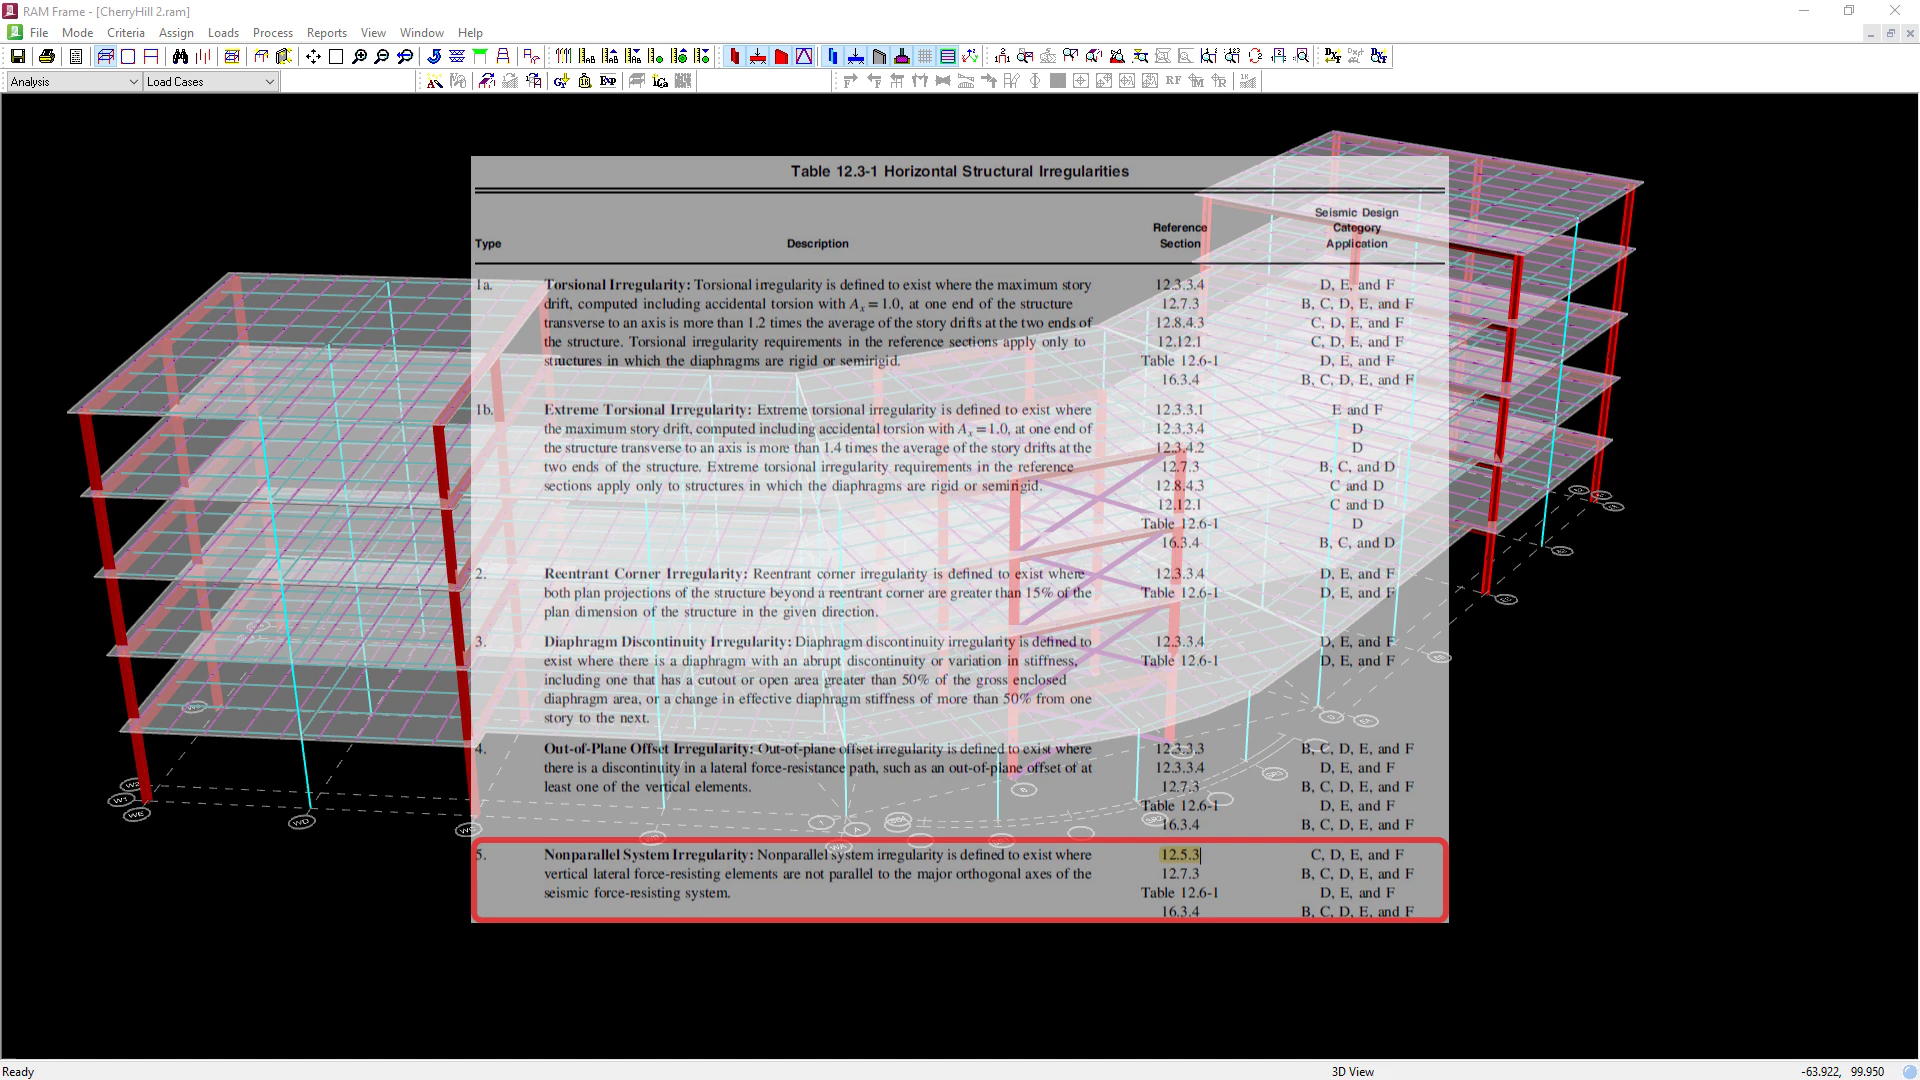 RAM Frame - [CherryHill 2.ram]
File Mode Criteria Assign Loads Process Reports View Window Help
Analysis Load Cases
Table 12.3-1 Horizontal Structural Irregularities
Type Description Reference Section Seismic Design Category Application
1a. Torsional Irregularity: Torsional irregularity is defined to exist where the maximum story 12.3.3.4 D, E, and F
drift, computed including accidental torsion with Ax = 1.0, at one end of the structure 12.7.3 B, C, D, E, and F
transverse to an axis is more than 1.2 times the average of the story drifts at the two ends of 12.8.4.3 C, D, E, and F
the structure. Torsional irregularity requirements in the reference sections apply only to 12.12.1 C, D, E, and F
structures in which the diaphragms are rigid or semirigid. Table 12.6-1 D, E, and F
16.3.4 B, C, D, E, and F
1b. Extreme Torsional Irregularity: Extreme torsional irregularity is defined to exist where 12.3.3.1 E and F
the maximum story drift, computed including accidental torsion with Ax = 1.0, at one end of 12.3.3.4 D
the structure transverse to an axis is more than 1.4 times the average of the story drifts at the 12.3.4.2 D
two ends of the structure. Extreme torsional irregularity requirements in the reference 12.7.3 B, C, and D
sections apply only to structures in which the diaphragms are rigid or semirigid. 12.8.4.3 C and D
12.12.1 C and D
Table 12.6-1 D
16.3.4 B, C, and D
2. Reentrant Corner Irregularity: Reentrant corner irregularity is defined to exist where 12.3.3.4 D, E, and F
both plan projections of the structure beyond a reentrant corner are greater than 15% of the Table 12.6-1 D, E, and F
plan dimension of the structure in the given direction.
3. Diaphragm Discontinuity Irregularity: Diaphragm discontinuity irregularity is defined to 12.3.3.4 D, E, and F
exist where there is a diaphragm with an abrupt discontinuity or variation in stiffness, Table 12.6-1 D, E, and F
including one that has a cutout or open area greater than 50% of the gross enclosed
diaphragm area, or a change in effective diaphragm stiffness of more than 50% from one
story to the next.
4. Out-of-Plane Offset Irregularity: Out-of-plane offset irregularity is defined to exist where 12.3.3.3 B, C, D, E, and F
there is a discontinuity in a lateral force-resistance path, such as an out-of-plane offset of at 12.3.3.4 D, E, and F
least one of the vertical elements. 12.7.3 B, C, D, E, and F
Table 12.6-1 D, E, and F
16.3.4 B, C, D, E, and F
5. Nonparallel System Irregularity: Nonparallel system irregularity is defined to exist where 12.5.3 C, D, E, and F
vertical lateral force-resisting elements are not parallel to the major orthogonal axes of the 12.7.3 B, C, D, E, and F
seismic force-resisting system. Table 12.6-1 D, E, and F
16.3.4 B, C, D, E, and F
W2
W1
WE
WD
Ready 3D View -63.922, 99.950